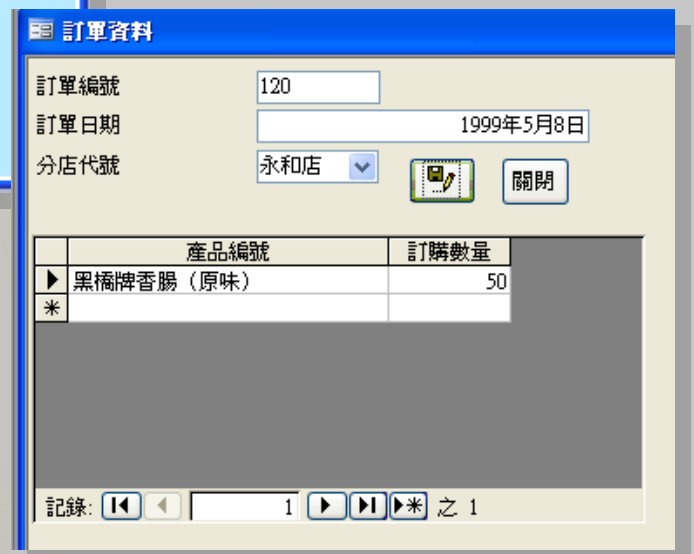 訂單資料
訂單編號 120
訂單日期 1999年5月8日
分店代號 永和店 關閉
產品編號 訂購數量
黑橋牌香腸（原味） 50
記錄: 1 之 1